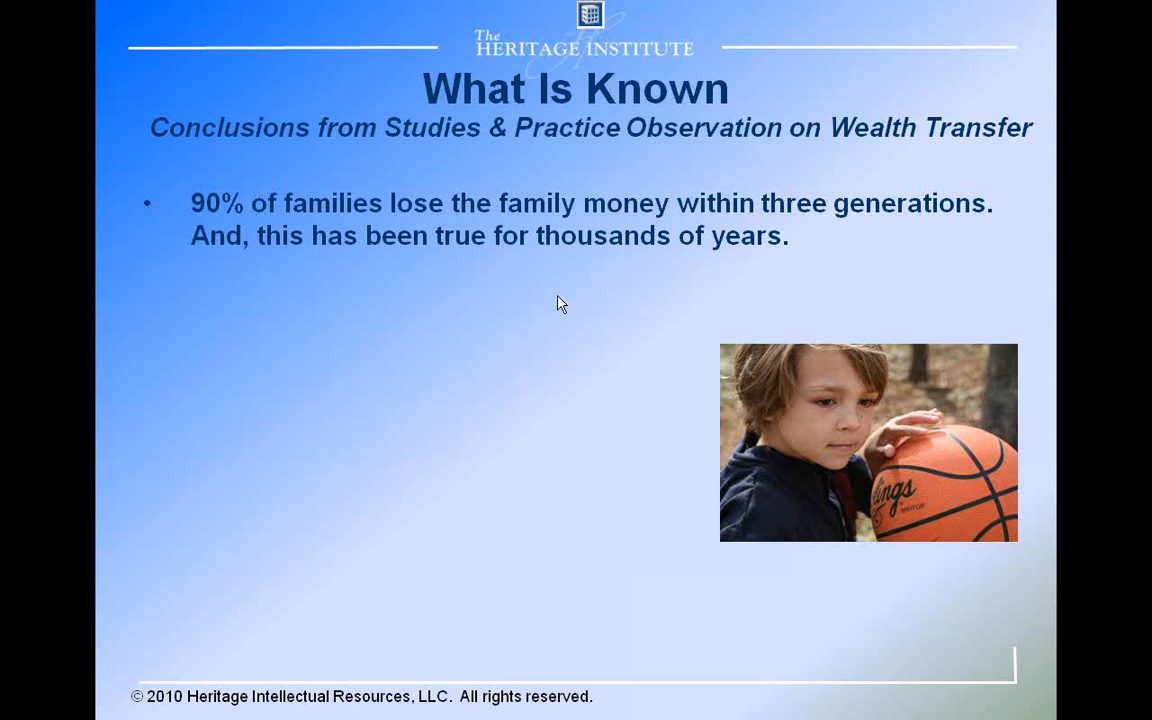 The
HERITAGE INSTITUTE
What Is Known
Conclusions from Studies & Practice Observation on Wealth Transfer
• 90% of families lose the family money within three generations.
And, this has been true for thousands of years.
lings
© 2010 Heritage Intellectual Resources, LLC. All rights reserved.